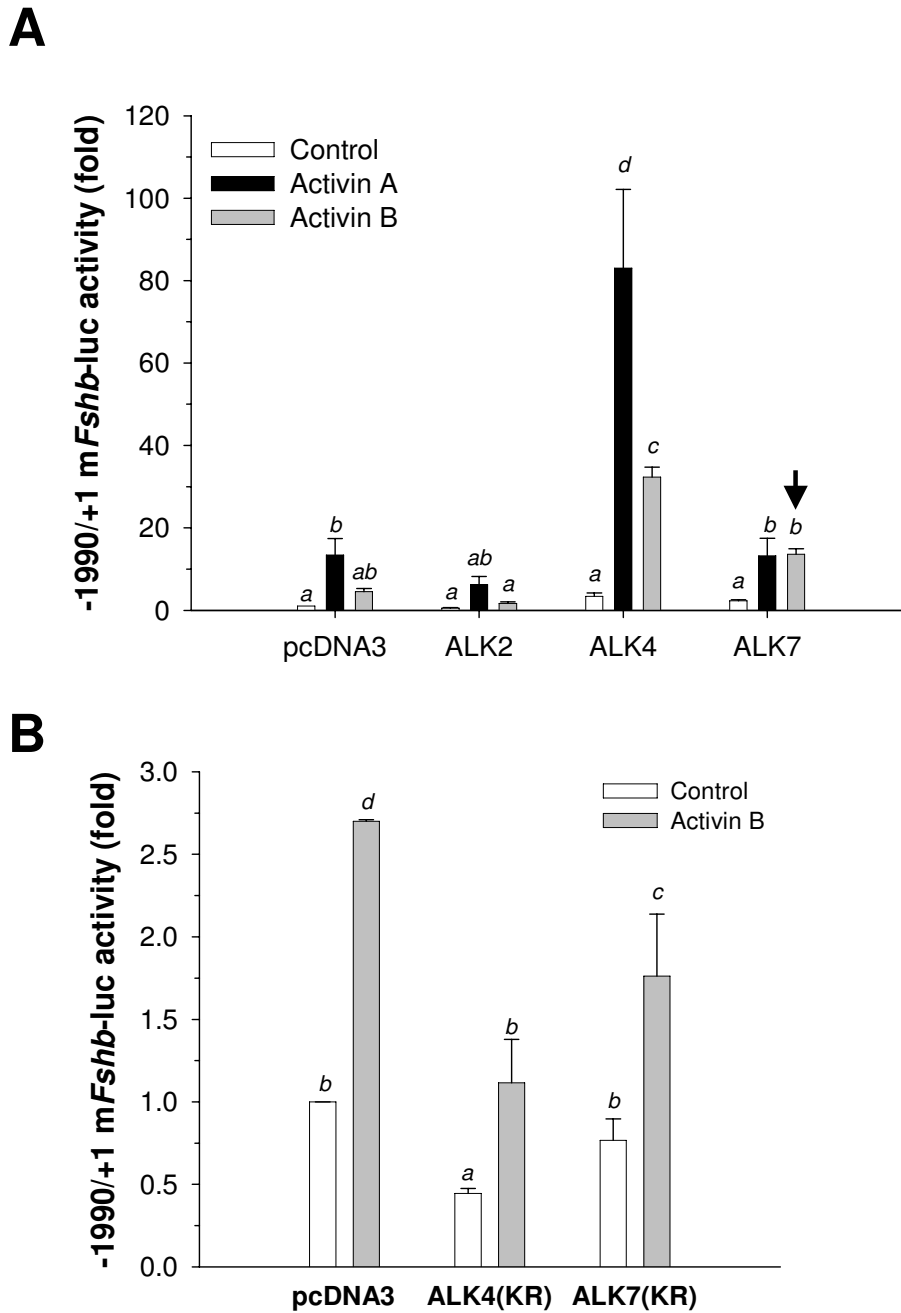 A
-1990/+1 mFshb-luc activity (fold)
120
100
80
60
40
20
0
Control
Activin A
Activin B
a
b
ab
a
ab
a
a
d
c
a
b
b
pcDNA3
ALK2
ALK4
ALK7
B
-1990/+1 mFshb-luc activity (fold)
3.0
2.5
2.0
1.5
1.0
0.5
0.0
Control
Activin B
b
d
a
b
b
c
pcDNA3
ALK4(KR)
ALK7(KR)